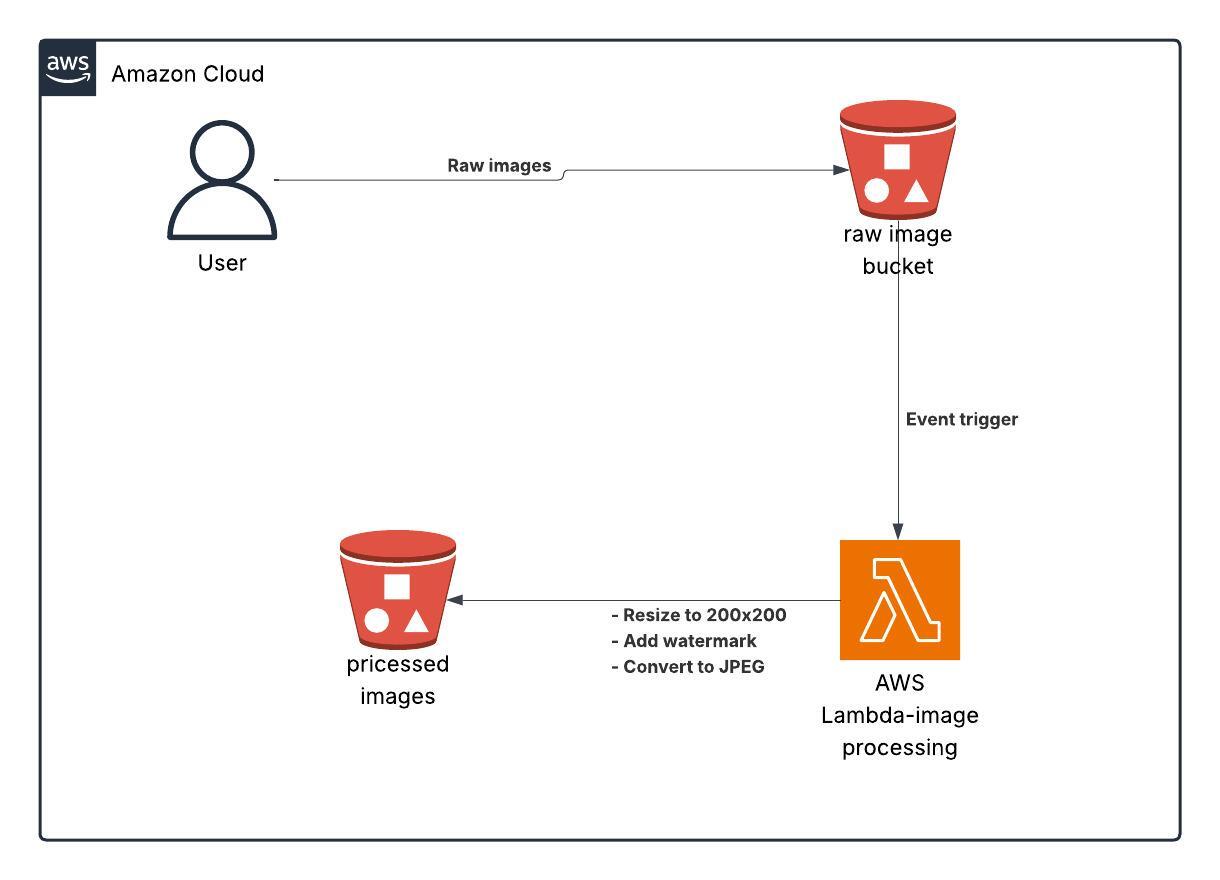 aws
Amazon Cloud
Raw images
raw image
bucket
User
Event trigger
- Resize to 200x200
- Add watermark
- Convert to JPEG
pricessed
images
AWS
Lambda-image
processing